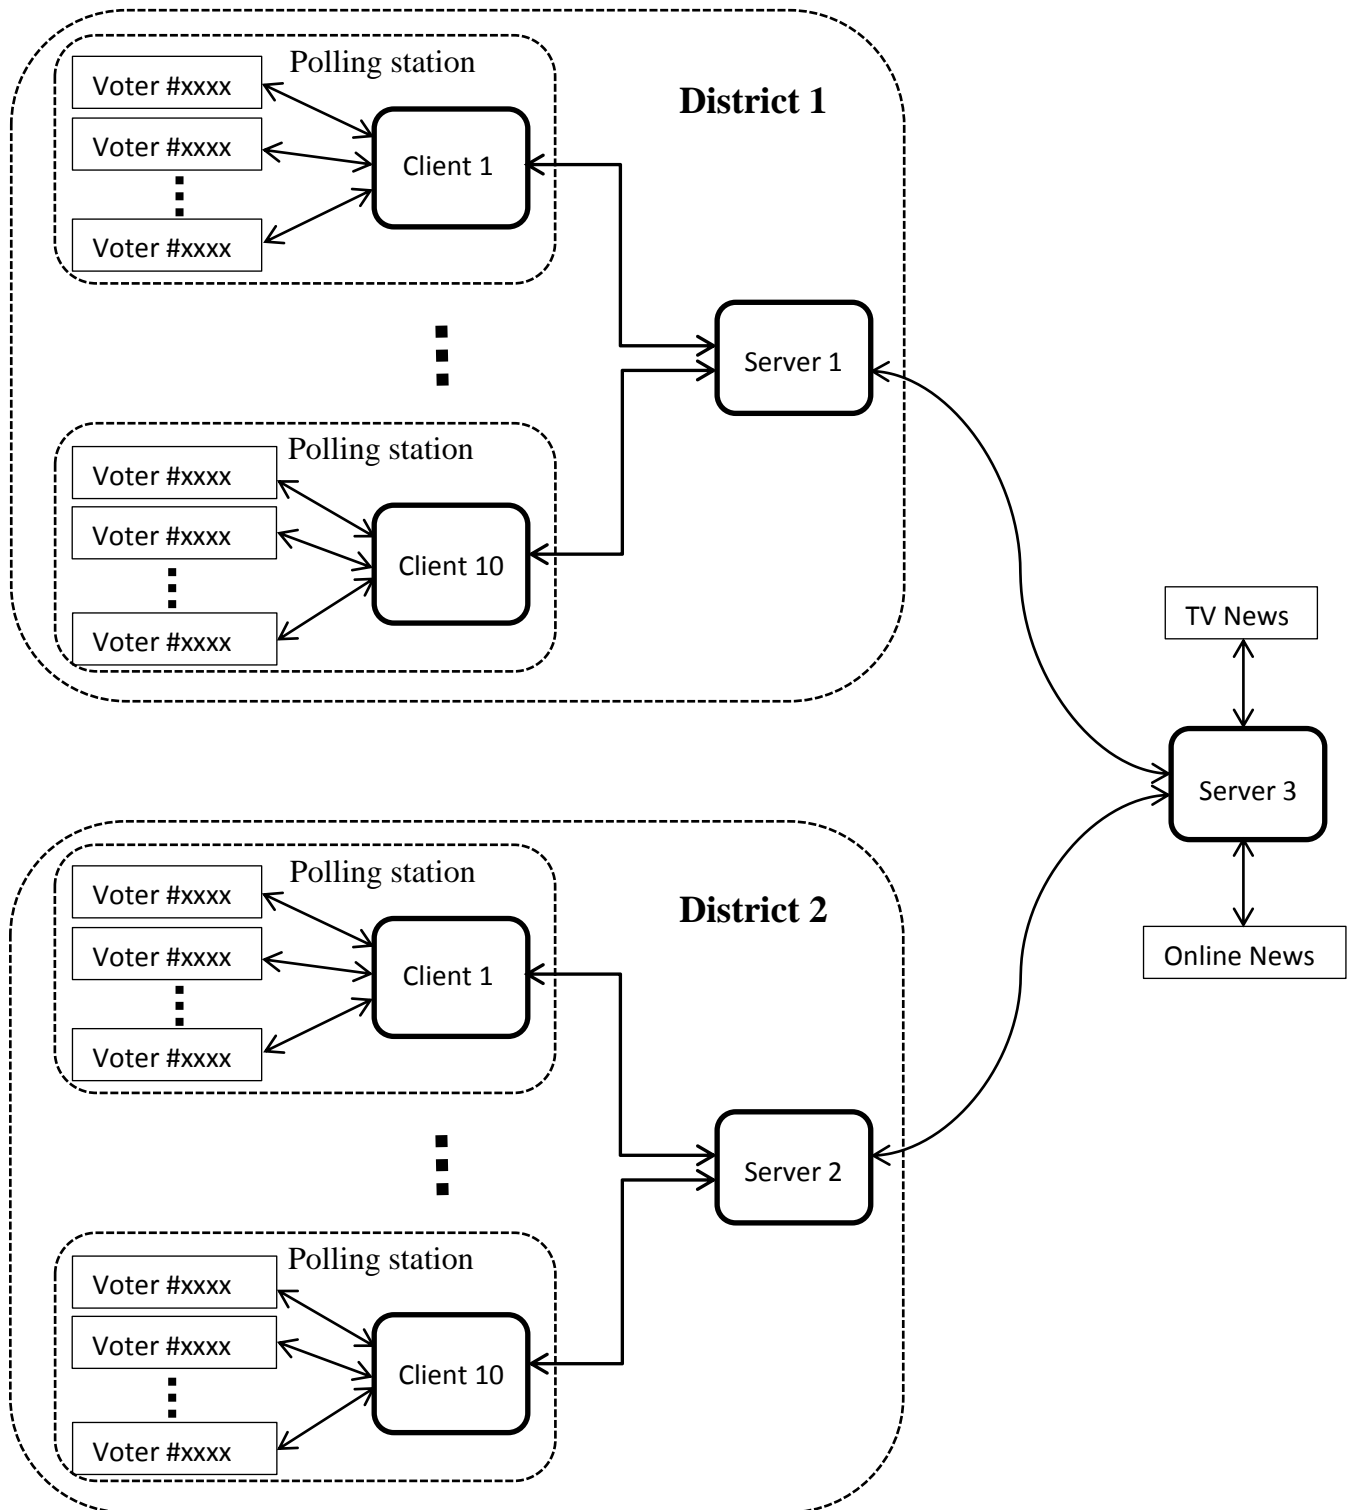 Polling station
Voter #xxxx
District 1
Voter #xxxx
Client 1
Voter #xxxx
Server 1
Polling station
Voter #xxxx
Voter #xxxx
Client 10
Voter #xxxx
TV News
Server 3
Polling station
Voter #xxxx
District 2
Voter #xxxx
Online News
Client 1
Voter #xxxx
Server 2
Polling station
Voter #xxxx
Voter #xxxx
Client 10
Voter #xxxx